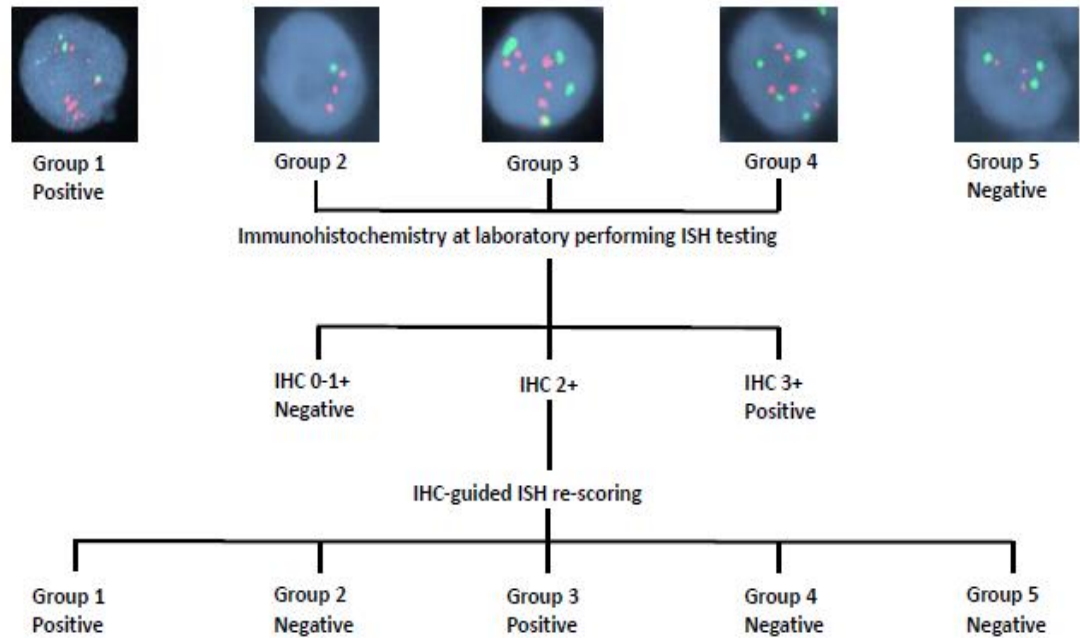 Group 1
Positive
Group 2
Group 3
Group 4
Group 5
Negative
Immunohistochemistry at laboratory performing ISH testing
IHC 0-1+
Negative
IHC 2+
IHC 3+
Positive
IHC-guided ISH re-scoring
Group 1
Positive
Group 2
Negative
Group 3
Positive
Group 4
Negative
Group 5
Negative